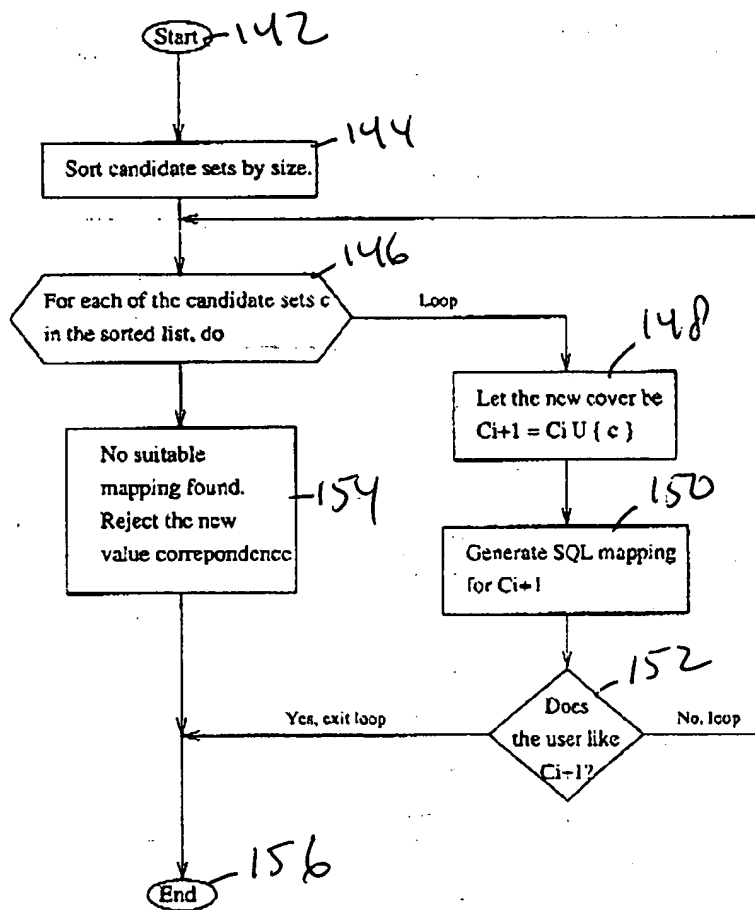 Start 142
144
Sort candidate sets by size.
146
For each of the candidate sets c
in the sorted list, do
Loop
148
Let the new cover be
Ci+1 = Ci U { c }
No suitable
mapping found.
Reject the new
value correpondence
154
150
Generate SQL mapping
for Ci+1
152
Does
the user like
Ci+1?
Yes, exit loop
No, loop
End 156